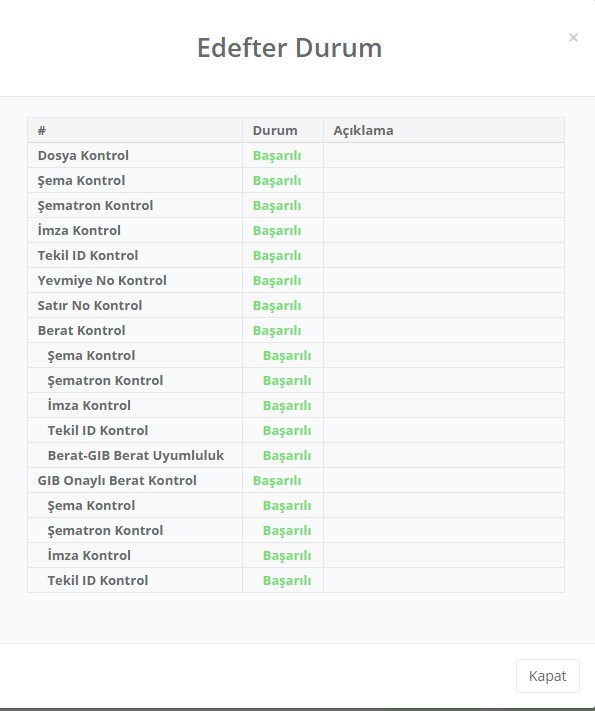 Edefter Durum
×
# Durum Açıklama
Dosya Kontrol Başarılı
Şema Kontrol Başarılı
Şematron Kontrol Başarılı
İmza Kontrol Başarılı
Tekil ID Kontrol Başarılı
Yevmiye No Kontrol Başarılı
Satır No Kontrol Başarılı
Berat Kontrol Başarılı
Şema Kontrol Başarılı
Şematron Kontrol Başarılı
İmza Kontrol Başarılı
Tekil ID Kontrol Başarılı
Berat-GIB Berat Uyumluluk Başarılı
GIB Onaylı Berat Kontrol Başarılı
Şema Kontrol Başarılı
Şematron Kontrol Başarılı
İmza Kontrol Başarılı
Tekil ID Kontrol Başarılı
Kapat